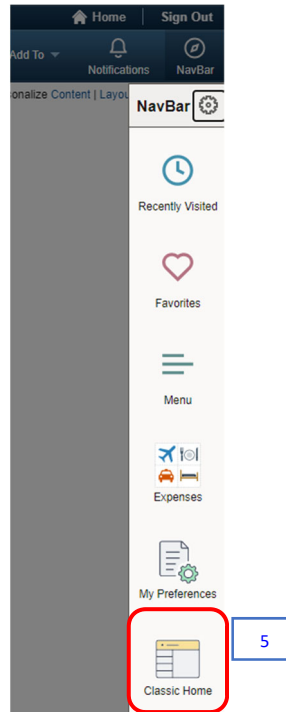 Home | Sign Out
Add To
Notifications
NavBar
onalize Content | Layou
NavBar
Recently Visited
Favorites
Menu
Expenses
My Preferences
Classic Home
5